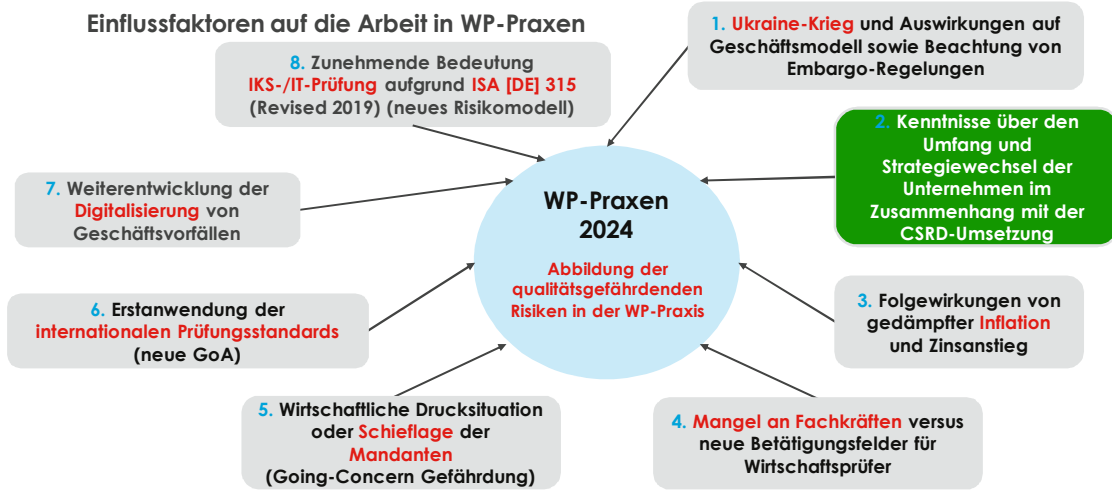 Einflussfaktoren auf die Arbeit in WP-Praxen
1. Ukraine-Krieg und Auswirkungen auf
Geschäftsmodell sowie Beachtung von
Embargo-Regelungen
2. Kenntnisse über den
Umfang und
Strategiewechsel der
Unternehmen im
Zusammenhang mit der
CSRD-Umsetzung
3. Folgewirkungen von
gedämpfter Inflation
und Zinsanstieg
4. Mangel an Fachkräften versus
neue Betätigungsfelder für
Wirtschaftsprüfer
5. Wirtschaftliche Drucksituation
oder Schieflage der
Mandanten
(Going-Concern Gefährdung)
6. Erstanwendung der
internationalen Prüfungsstandards
(neue GoA)
7. Weiterentwicklung der
Digitalisierung von
Geschäftsvorfällen
8. Zunehmende Bedeutung
IKS-/IT-Prüfung aufgrund ISA [DE] 315
(Revised 2019) (neues Risikomodell)
WP-Praxen
2024
Abbildung der
qualitätsgefährdenden
Risiken in der WP-Praxis